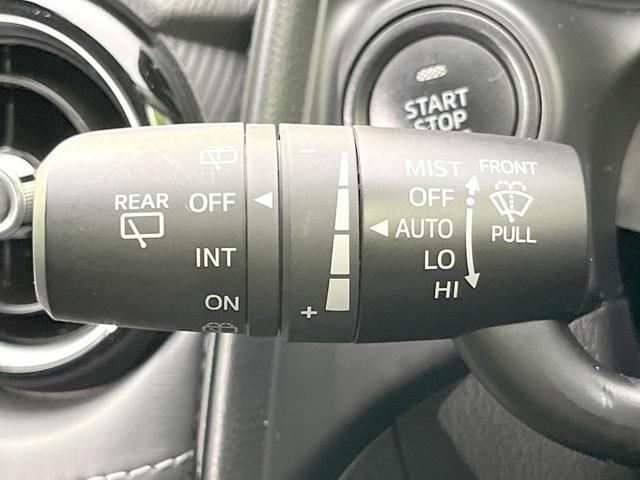 START
STOP
REAR
OFF
INT
ON
−
+
MIST
OFF
AUTO
LO
HI
FRONT
PULL